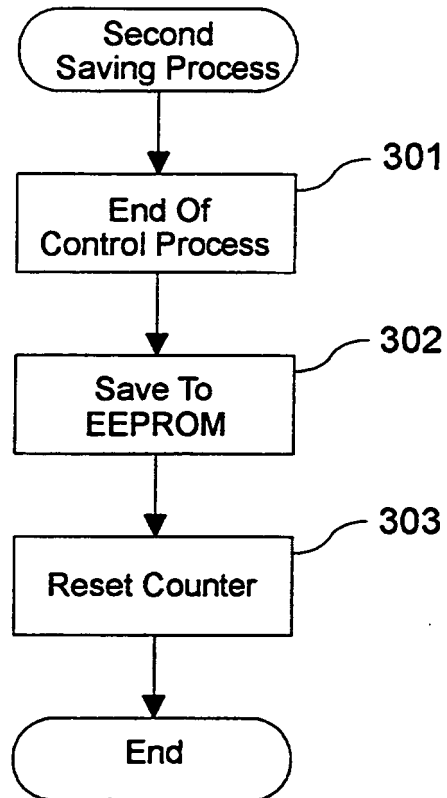 Second
Saving Process
301
End Of
Control Process
302
Save To
EEPROM
303
Reset Counter
End